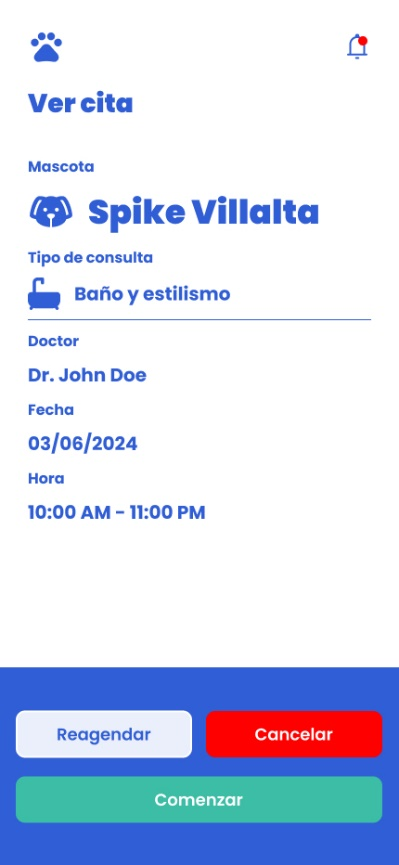 Ver cita
Mascota
Spike Villalta
Tipo de consulta
Baño y estilismo
Doctor
Dr. John Doe
Fecha
03/06/2024
Hora
10:00 AM - 11:00 PM
Reagendar
Cancelar
Comenzar